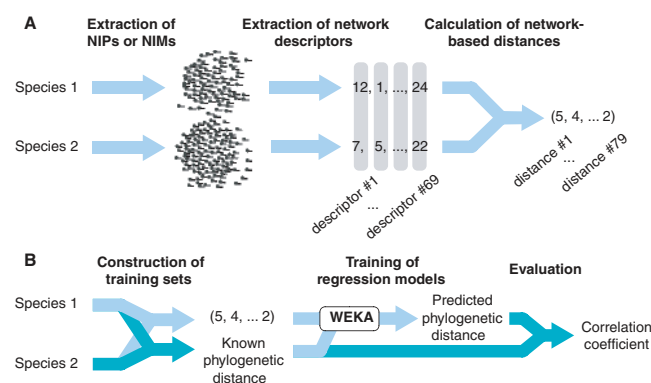 A
Extraction of
NIPs or NIMs
Extraction of network
descriptors
Calculation of network-
based distances
Species 1
12, 1, ..., 24
Species 2
7, 5, ..., 22
(5, 4, ... 2)
descriptor #1
...
descriptor #69
distance #1
...
distance #79
B
Construction of
training sets
Training of
regression models
Evaluation
Species 1
(5, 4, ... 2)
WEKA
Predicted
phylogenetic
distance
Species 2
Known
phylogenetic
distance
Correlation
coefficient